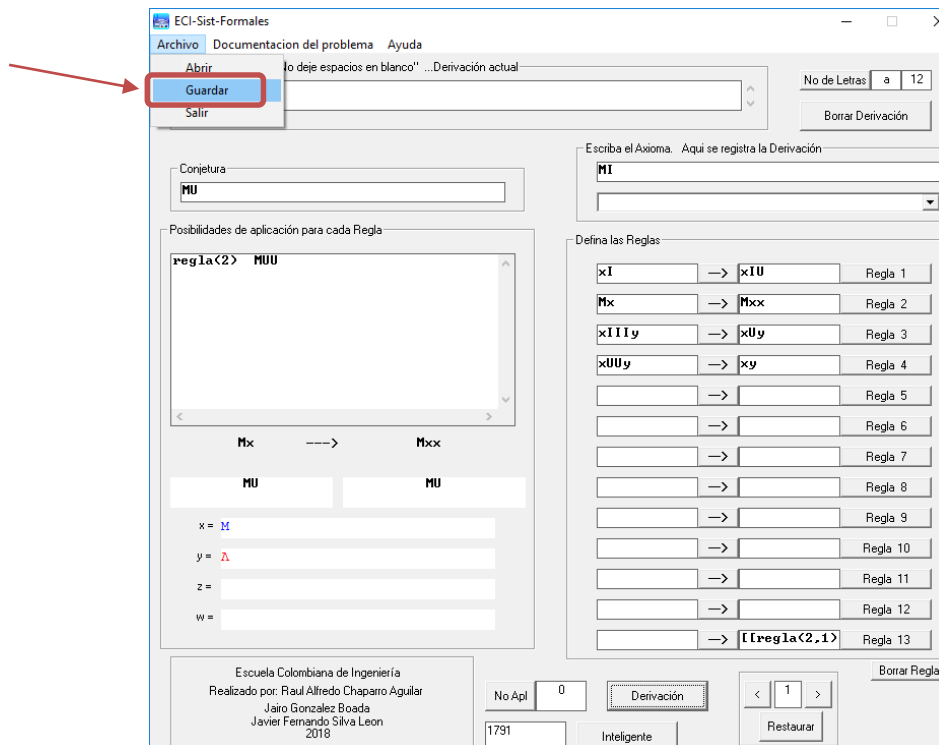 ECI-Sist-Formales
Archivo Documentacion del problema Ayuda
Abrir
Guardar
Salir
No deje espacios en blanco" ...Derivación actual
No de Letras a 12
Borrar Derivación
Conjetura
MU
Escriba el Axioma. Aqui se registra la Derivación
MI
Posibilidades de aplicación para cada Regla
regla(2) MUU
Mx ---> Mxx
MU MU
x = M
y = Λ
z =
w =
Defina las Reglas
xI —> xIU Regla 1
Mx —> Mxx Regla 2
xIIIy —> xUy Regla 3
xUUy —> xy Regla 4
—> Regla 5
—> Regla 6
—> Regla 7
—> Regla 8
—> Regla 9
—> Regla 10
—> Regla 11
—> Regla 12
—> [[regla(2,1) Regla 13
Borrar Regla
Escuela Colombiana de Ingeniería
Realizado por: Raul Alfredo Chaparro Aguilar
Jairo Gonzalez Boada
Javier Fernando Silva Leon
2018
No Apl 0
Derivación
< 1 >
Restaurar
1791
Inteligente